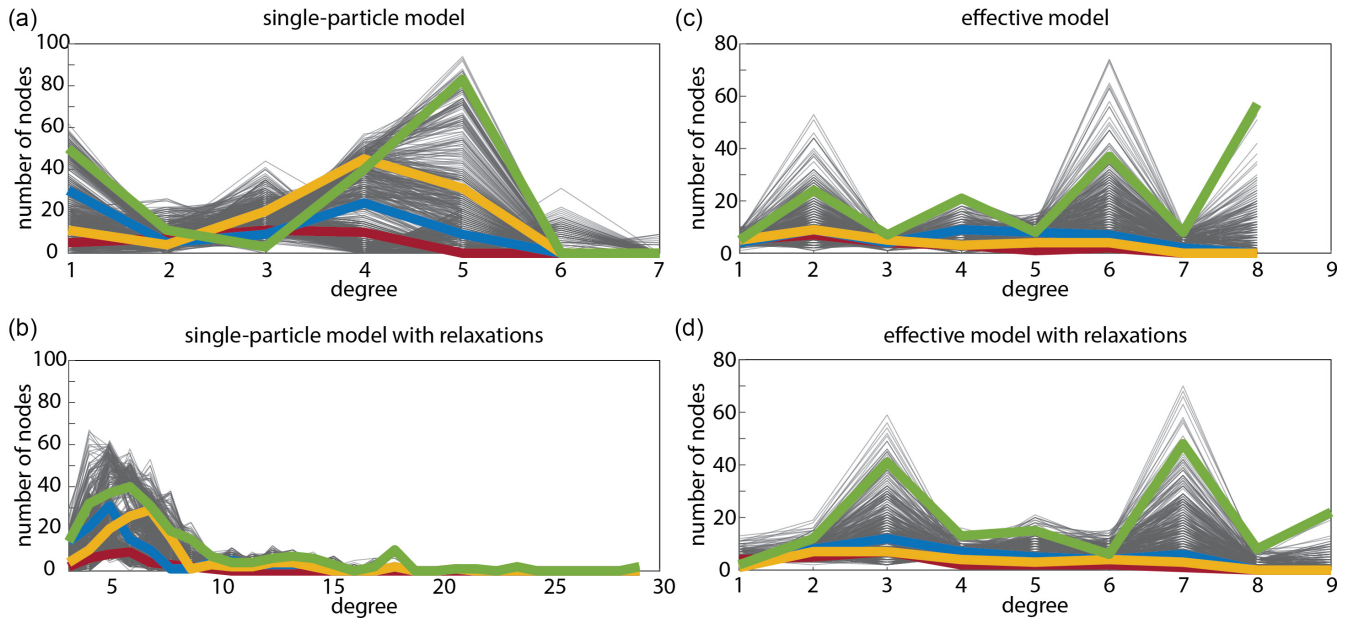 (a) single-particle model
number of nodes
100
80
60
40
20
0
1 2 3 4 5 6 7
degree
(b) single-particle model with relaxations
number of nodes
100
80
60
40
20
0
5 10 15 20 25 30
degree
(c) effective model
number of nodes
80
60
40
20
0
1 2 3 4 5 6 7 8 9
degree
(d) effective model with relaxations
number of nodes
80
60
40
20
0
1 2 3 4 5 6 7 8 9
degree